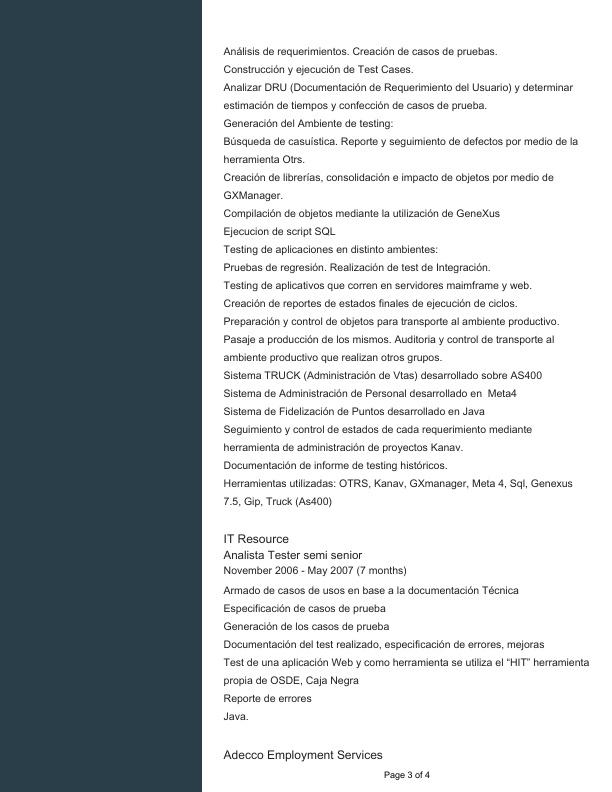 Análisis de requerimientos. Creación de casos de pruebas.
Construcción y ejecución de Test Cases.
Analizar DRU (Documentación de Requerimiento del Usuario) y determinar
estimación de tiempos y confección de casos de prueba.
Generación del Ambiente de testing:
Búsqueda de casuística. Reporte y seguimiento de defectos por medio de la
herramienta Otrs.
Creación de librerías, consolidación e impacto de objetos por medio de
GXManager.
Compilación de objetos mediante la utilización de GeneXus
Ejecucion de script SQL
Testing de aplicaciones en distinto ambientes:
Pruebas de regresión. Realización de test de Integración.
Testing de aplicativos que corren en servidores maimframe y web.
Creación de reportes de estados finales de ejecución de ciclos.
Preparación y control de objetos para transporte al ambiente productivo.
Pasaje a producción de los mismos. Auditoria y control de transporte al
ambiente productivo que realizan otros grupos.
Sistema TRUCK (Administración de Vtas) desarrollado sobre AS400
Sistema de Administración de Personal desarrollado en  Meta4
Sistema de Fidelización de Puntos desarrollado en Java
Seguimiento y control de estados de cada requerimiento mediante
herramienta de administración de proyectos Kanav.
Documentación de informe de testing históricos.
Herramientas utilizadas: OTRS, Kanav, GXmanager, Meta 4, Sql, Genexus
7.5, Gip, Truck (As400)
IT Resource
Analista Tester semi senior
November 2006 - May 2007 (7 months)
Armado de casos de usos en base a la documentación Técnica
Especificación de casos de prueba
Generación de los casos de prueba
Documentación del test realizado, especificación de errores, mejoras
Test de una aplicación Web y como herramienta se utiliza el “HIT” herramienta
propia de OSDE, Caja Negra
Reporte de errores
Java.
Adecco Employment Services
Page 3 of 4